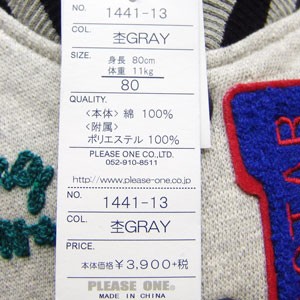 NO. 1441-13
COL. 杢GRAY
SIZE. 身長 80cm
体重 11kg
80
QUALITY.
<本体> 綿 100%
<附属>
ポリエステル 100%
PLEASE ONE CO.,LTD.
052-910-8511
http://www.please-one.co.jp
NO. 1441-13
COL. 杢GRAY
PRICE.
本体価格 ¥3,900+税
PLEASE ONE.
MADE IN CHINA
STAR